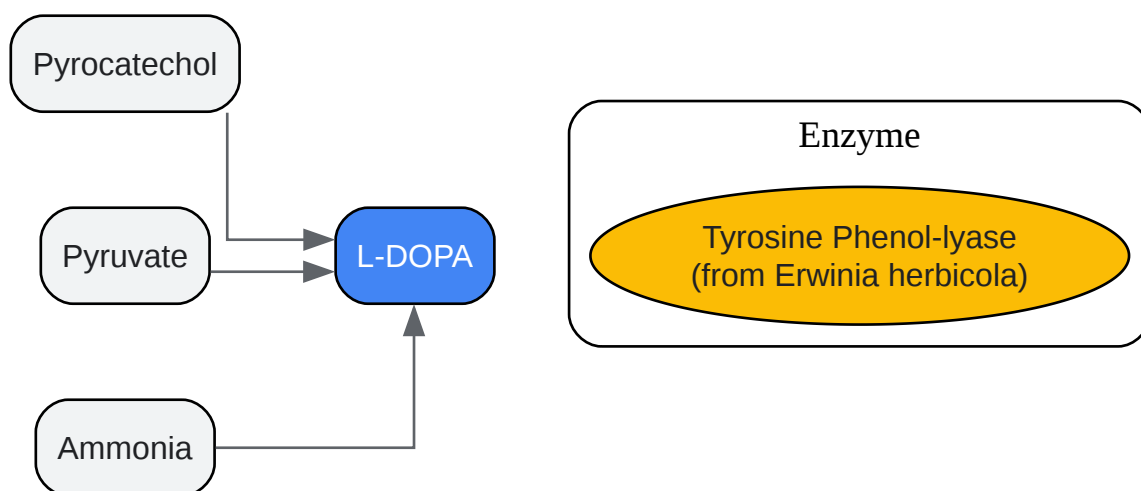 Pyrocatechol
Enzyme
Pyruvate
L-DOPA
Tyrosine Phenol-lyase
(from Erwinia herbicola)
Ammonia